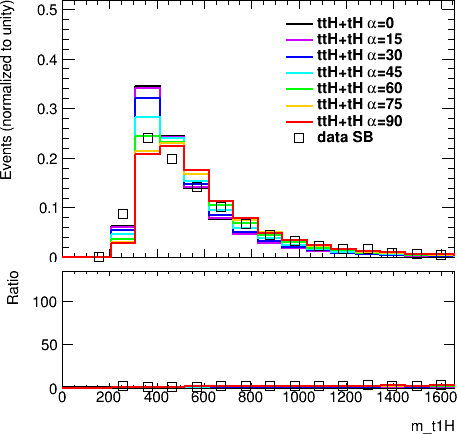 Events (normalized to unity)
0.5
0.4
0.3
0.2
0.1
0
ttH+tH α=0
ttH+tH α=15
ttH+tH α=30
ttH+tH α=45
ttH+tH α=60
ttH+tH α=75
ttH+tH α=90
data SB
Ratio
100
50
0
0 200 400 600 800 1000 1200 1400 1600
m_t1H